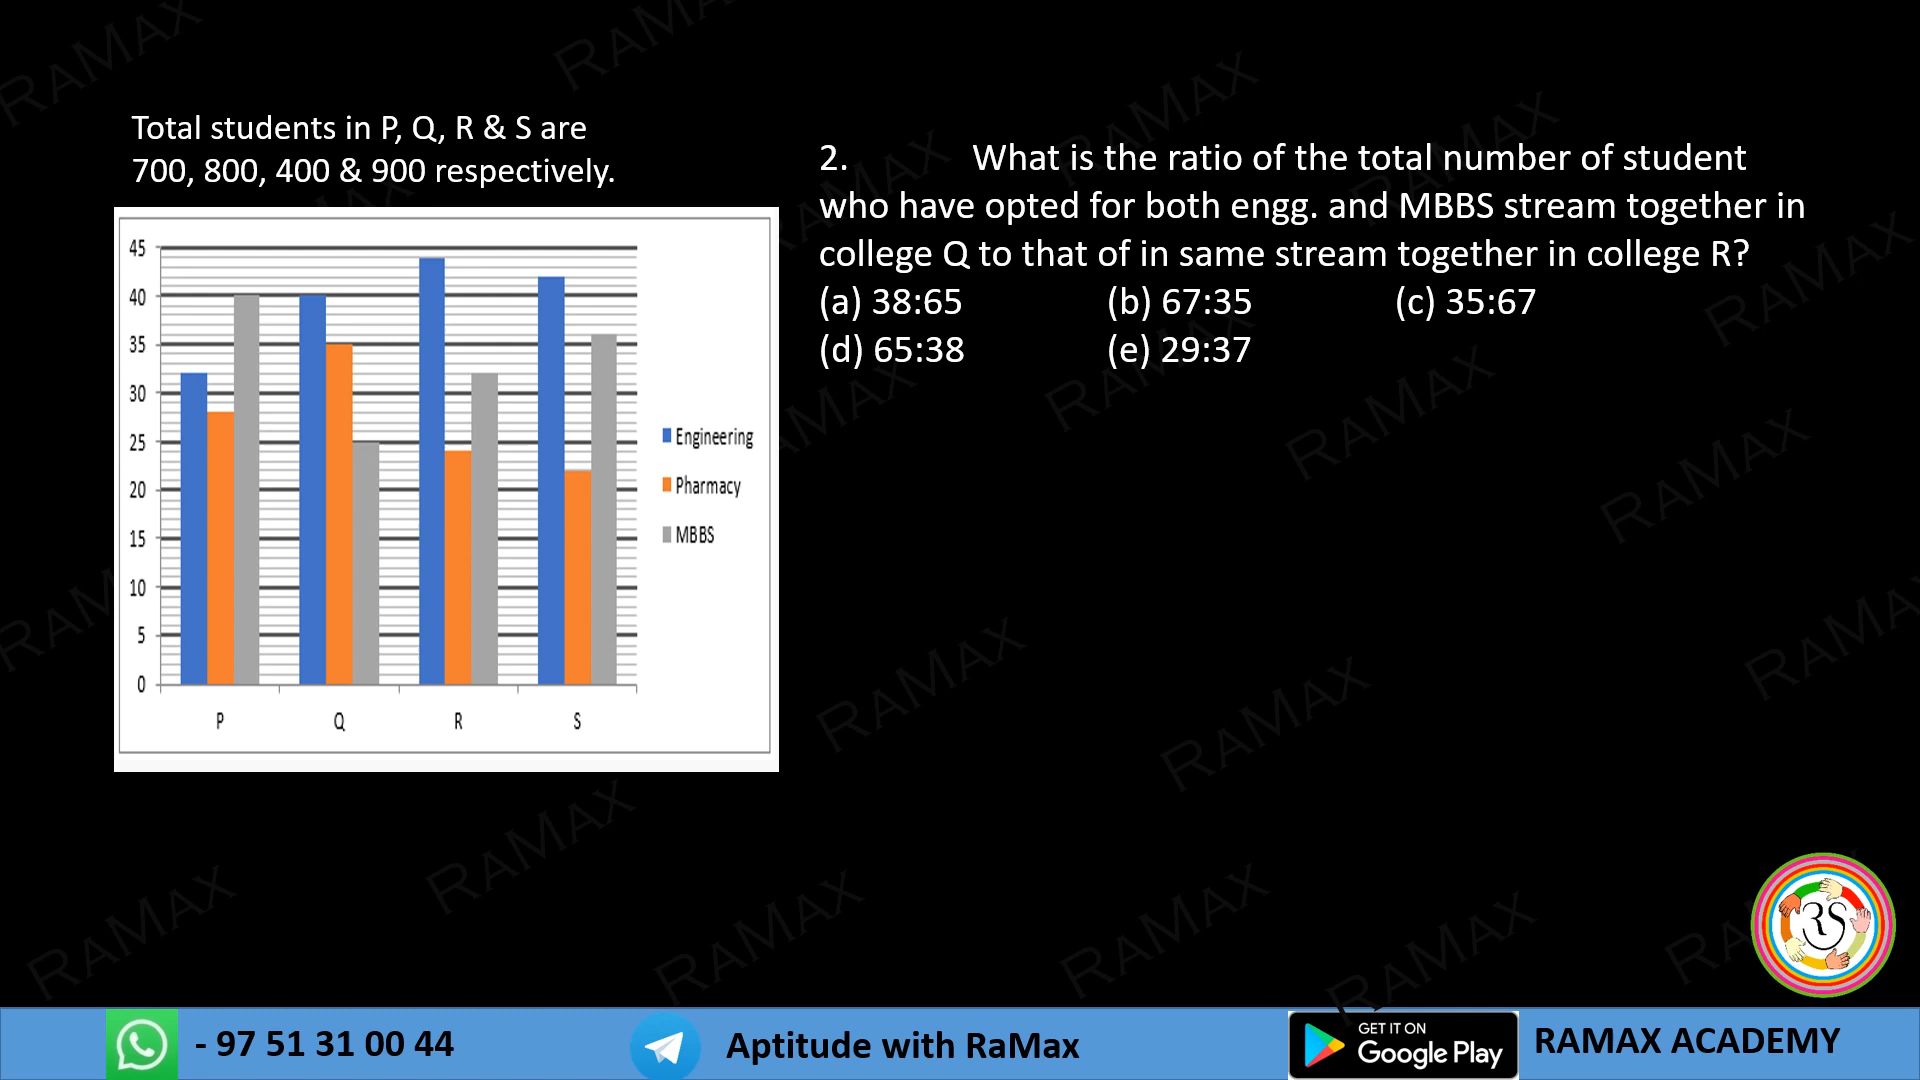 Total students in P, Q, R & S are
700, 800, 400 & 900 respectively.
45
40
35
30
25
20
15
10
5
0
P Q R S
Engineering
Pharmacy
MBBS
2. What is the ratio of the total number of student
who have opted for both engg. and MBBS stream together in
college Q to that of in same stream together in college R?
(a) 38:65 (b) 67:35 (c) 35:67
(d) 65:38 (e) 29:37
RAMAX
RS
- 97 51 31 00 44
Aptitude with RaMax
GET IT ON
Google Play
RAMAX ACADEMY